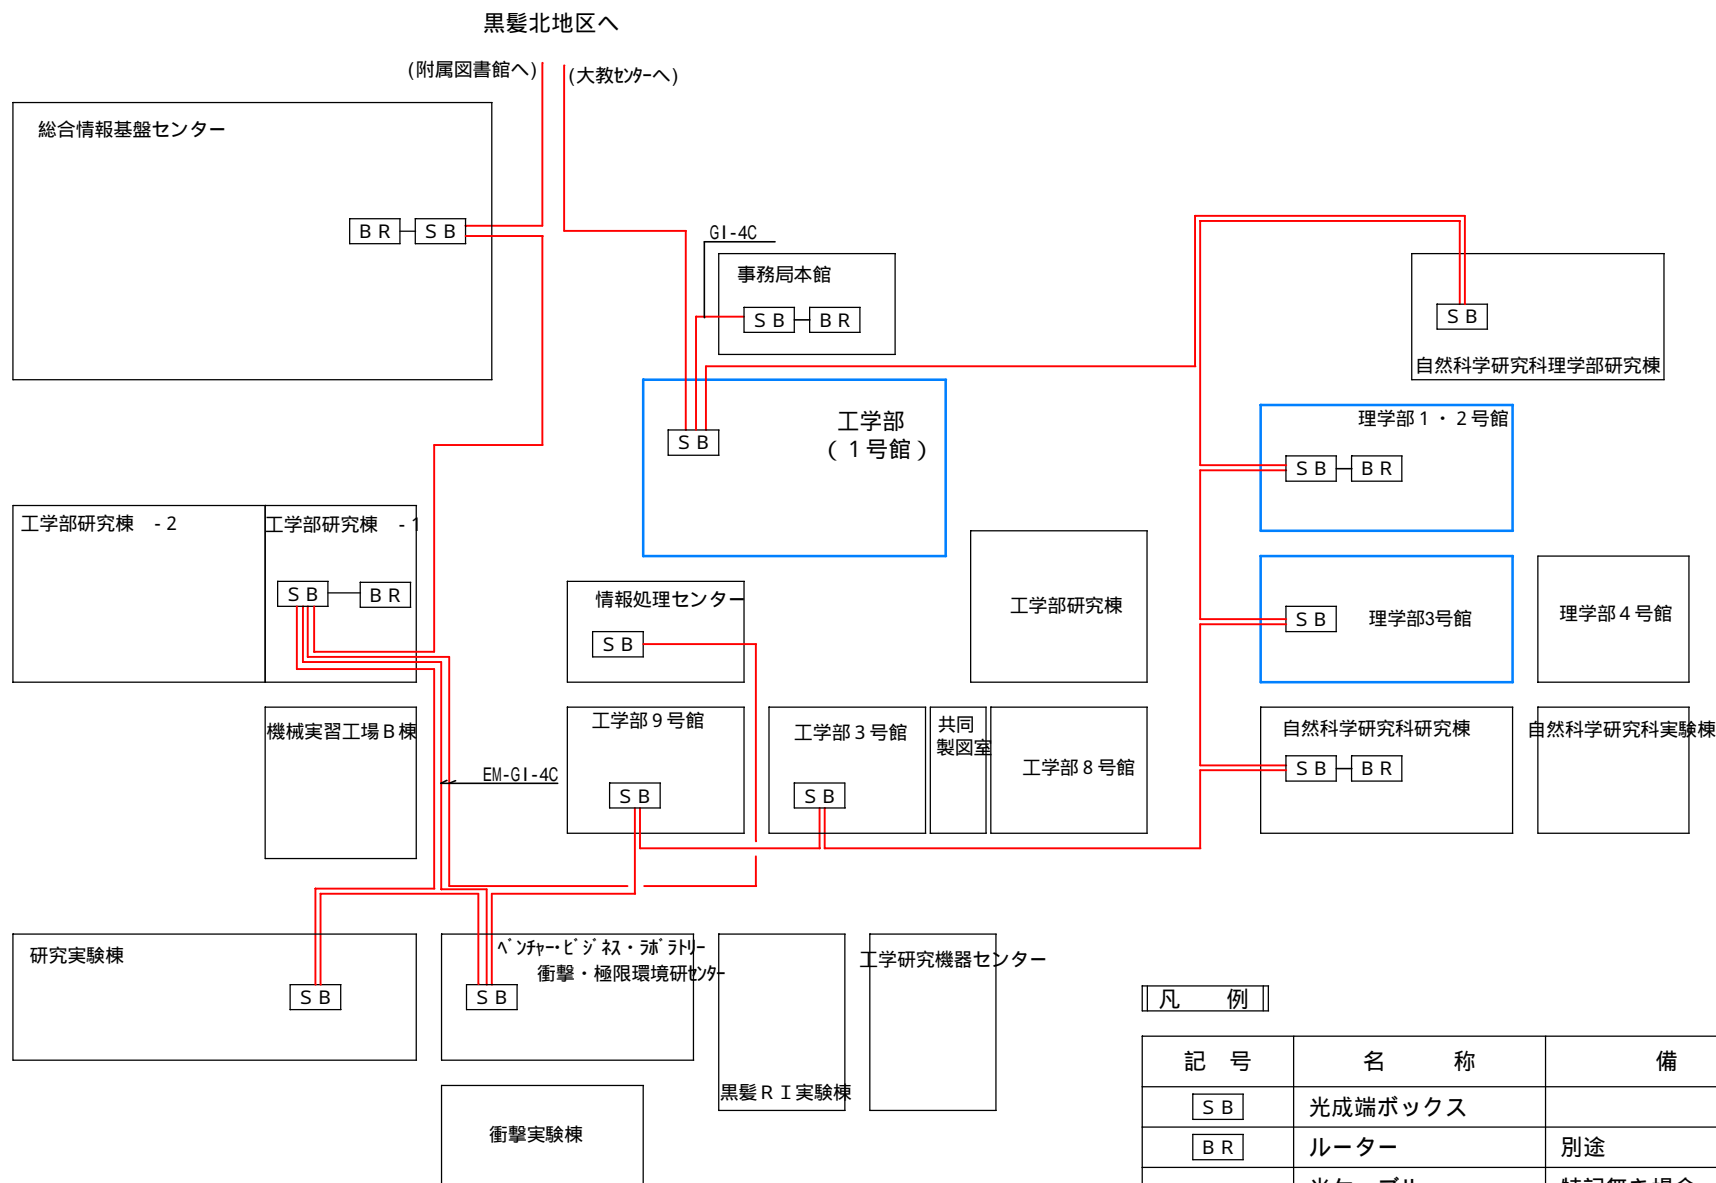 黒髪北地区へ
(附属図書館へ)
(大教センターへ)
総合情報基盤センター
ＢＲ
ＳＢ
GI-4C
事務局本館
ＳＢ
ＢＲ
ＳＢ
自然科学研究科理学部研究棟
工学部
（１号館）
ＳＢ
理学部１・２号館
ＳＢ
ＢＲ
工学部研究棟　-２
工学部研究棟　-１
ＳＢ
ＢＲ
情報処理センター
ＳＢ
工学部研究棟
ＳＢ
理学部3号館
理学部４号館
機械実習工場Ｂ棟
EM-GI-4C
工学部９号館
ＳＢ
工学部３号館
ＳＢ
共同
製図室
工学部８号館
自然科学研究科研究棟
ＳＢ
ＢＲ
自然科学研究科実験棟
研究実験棟
ＳＢ
ﾍﾞﾝﾁｬｰ･ﾋﾞｼﾞﾈｽ・ﾗﾎﾞﾗﾄﾘｰ
衝撃・極限環境研ｾﾝﾀｰ
ＳＢ
黒髪ＲＩ実験棟
工学研究機器センター
衝撃実験棟
凡　例
記　号
名　称
備
ＳＢ
光成端ボックス
ＢＲ
ルーター
別途